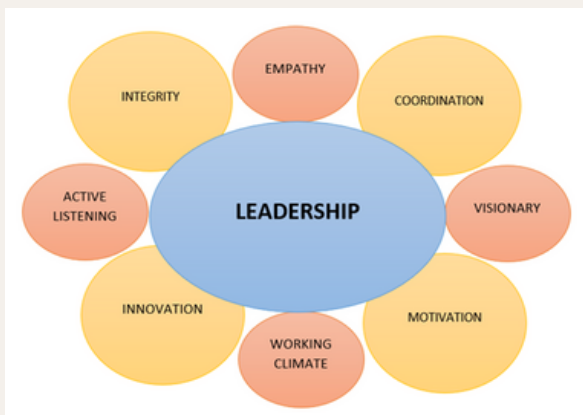 EMPATHY
INTEGRITY
COORDINATION
ACTIVE
LISTENING
LEADERSHIP
VISIONARY
INNOVATION
MOTIVATION
WORKING
CLIMATE